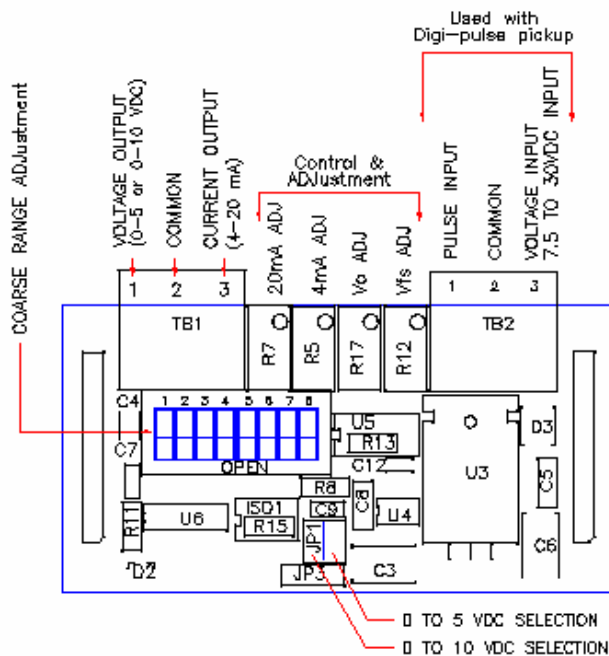 Used with
Digi-pulse pickup
COARSE RANGE ADJustment
VOLTAGE OUTPUT
(0-5 or 0-10 VDC)
COMMON
CURRENT OUTPUT
(4-20 mA)
Control &
ADJustment
20mA ADJ
4mA ADJ
Vo ADJ
Vfs ADJ
PULSE INPUT
COMMON
VOLTAGE INPUT
7.5 TO 30VDC INPUT
1 2 3
TB1
R7
R5
R17
R12
1 2 3
TB2
1 2 3 4 5 6 7 8
OPEN
C4
C7
R11
D2
U6
ISO1
R15
U5
R13
C12
R8
C9
C8
U4
JP1
JP3
C3
U3
D3
C5
C6
0 TO 5 VDC SELECTION
0 TO 10 VDC SELECTION